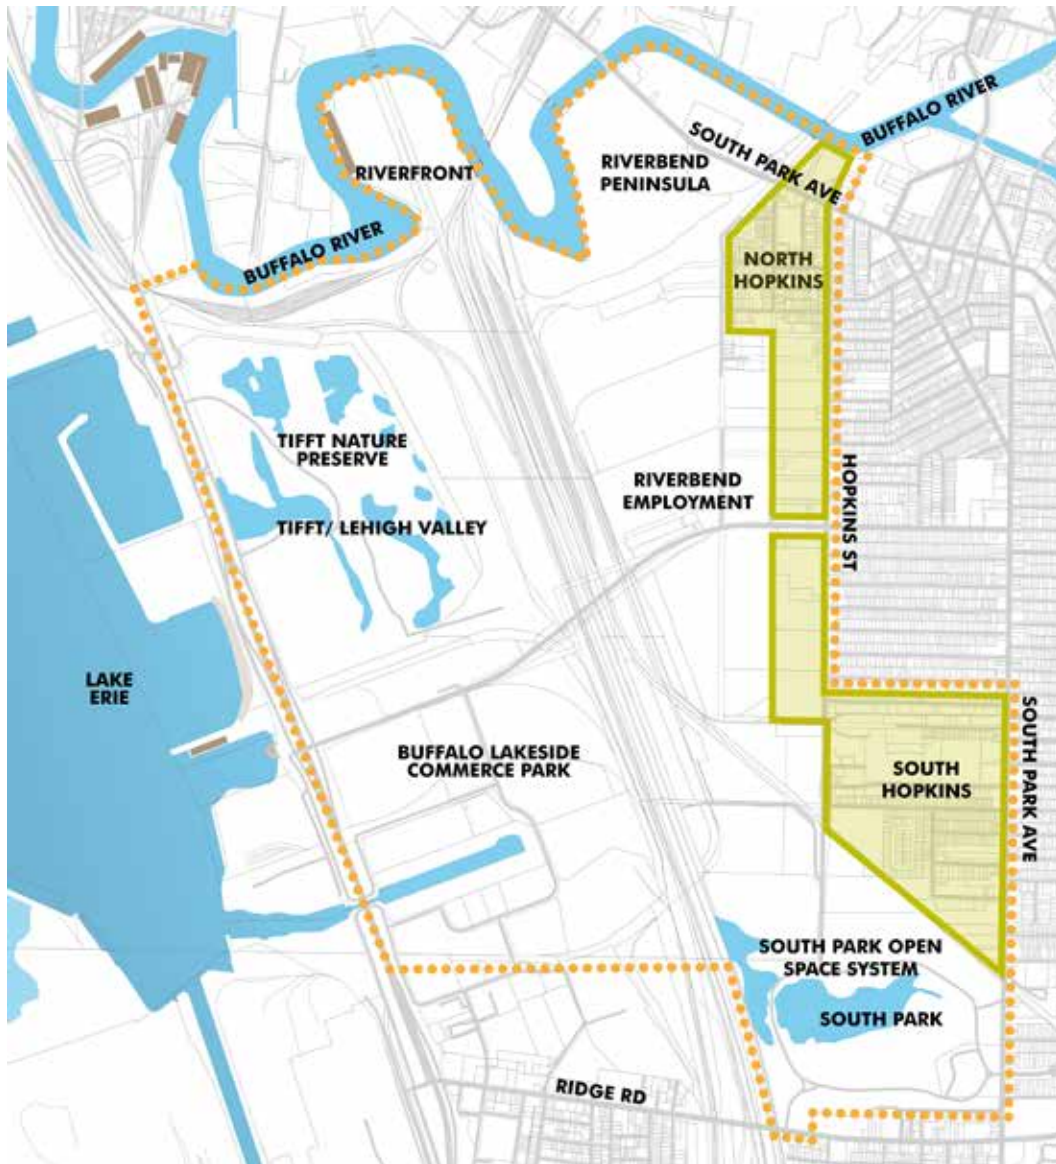 BUFFALO RIVER
SOUTH PARK AVE
RIVERFRONT
RIVERBEND
PENINSULA
BUFFALO RIVER
NORTH
HOPKINS
TIFFT NATURE
PRESERVE
RIVERBEND
EMPLOYMENT
HOPKINS ST
TIFFT/ LEHIGH VALLEY
LAKE
ERIE
SOUTH PARK AVE
BUFFALO LAKESIDE
COMMERCE PARK
SOUTH
HOPKINS
SOUTH PARK OPEN
SPACE SYSTEM
SOUTH PARK
RIDGE RD